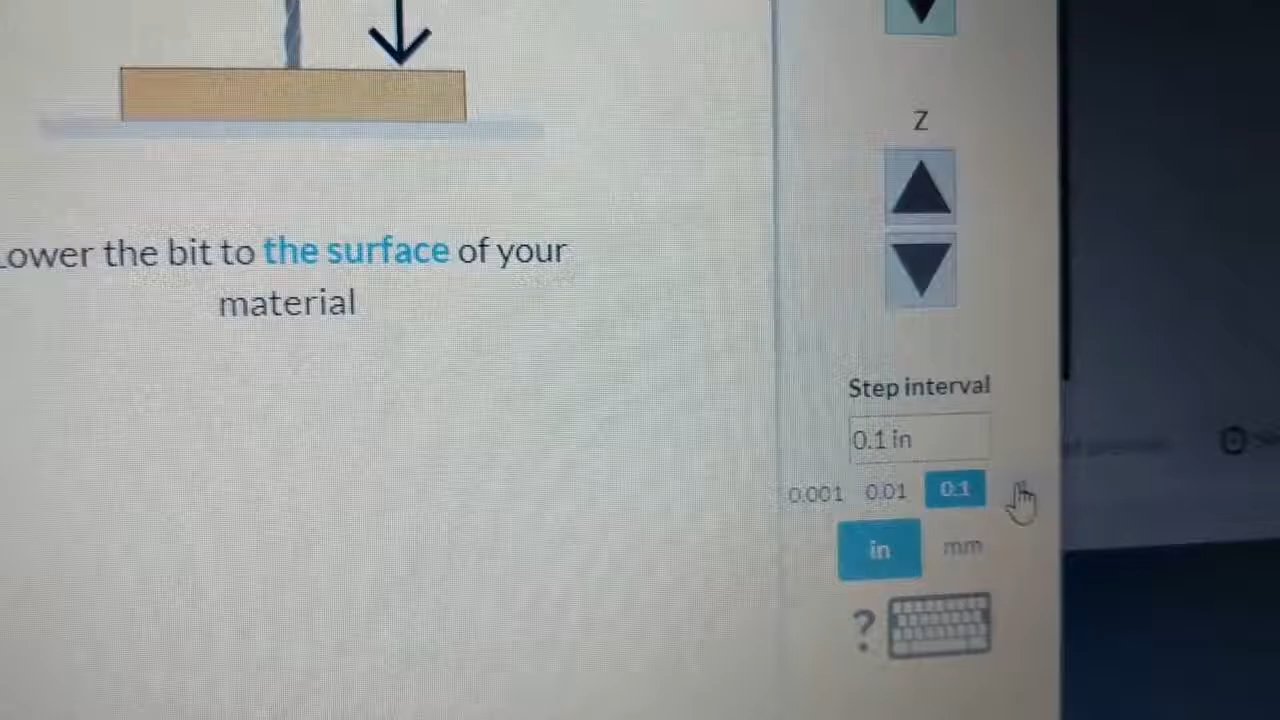 Z
Lower the bit to the surface of your
material
Step interval
0.1 in
0.001 0.01 0.1
in mm
?